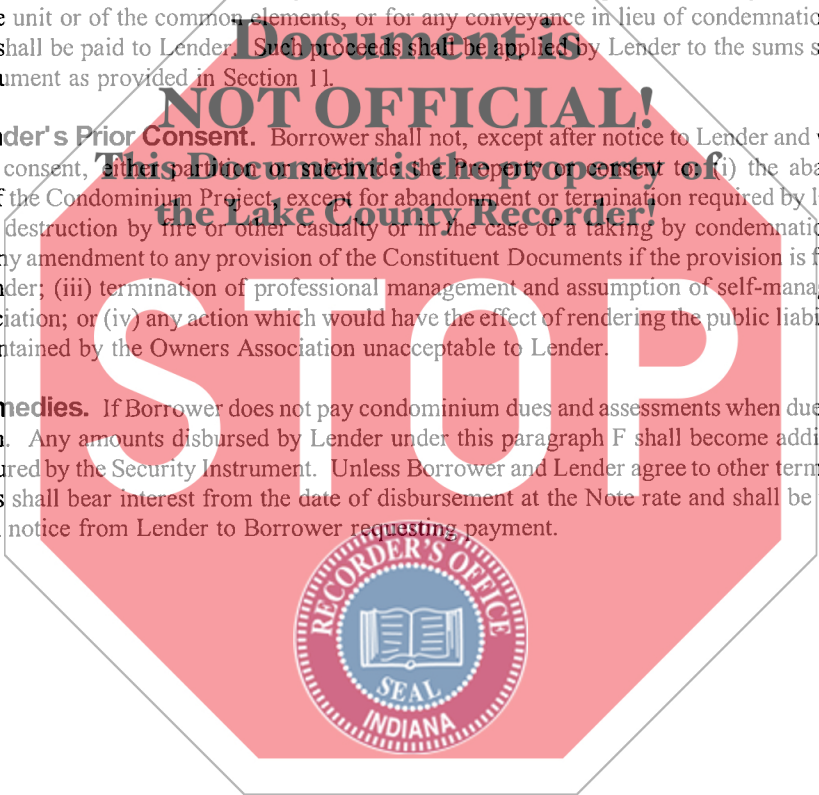 e unit or of the common elements, or for any conveyance in lieu of condemnatio
Document is
shall be paid to Lender. Such proceeds shall be applied by Lender to the sums s
ument as provided in Section 11.
NOT OFFICIAL!
der's Prior Consent. Borrower shall not, except after notice to Lender and
consent, either partition or subdivide the Property or consent to: (i) the aba
This Document is the property of
f the Condominium Project, except for abandonment or termination required by l
the Lake County Recorder!
destruction by fire or other casualty or in the case of a taking by condemnatio
ny amendment to any provision of the Constituent Documents if the provision is f
der; (iii) termination of professional management and assumption of self-mana
ciation; or (iv) any action which would have the effect of rendering the public liabi
ntained by the Owners Association unacceptable to Lender.
STOP
nedies. If Borrower does not pay condominium dues and assessments when due
. Any amounts disbursed by Lender under this paragraph F shall become addi
ured by the Security Instrument. Unless Borrower and Lender agree to other term
s shall bear interest from the date of disbursement at the Note rate and shall be
notice from Lender to Borrower requesting payment.
RECORDER'S OFFICE
SEAL
INDIANA